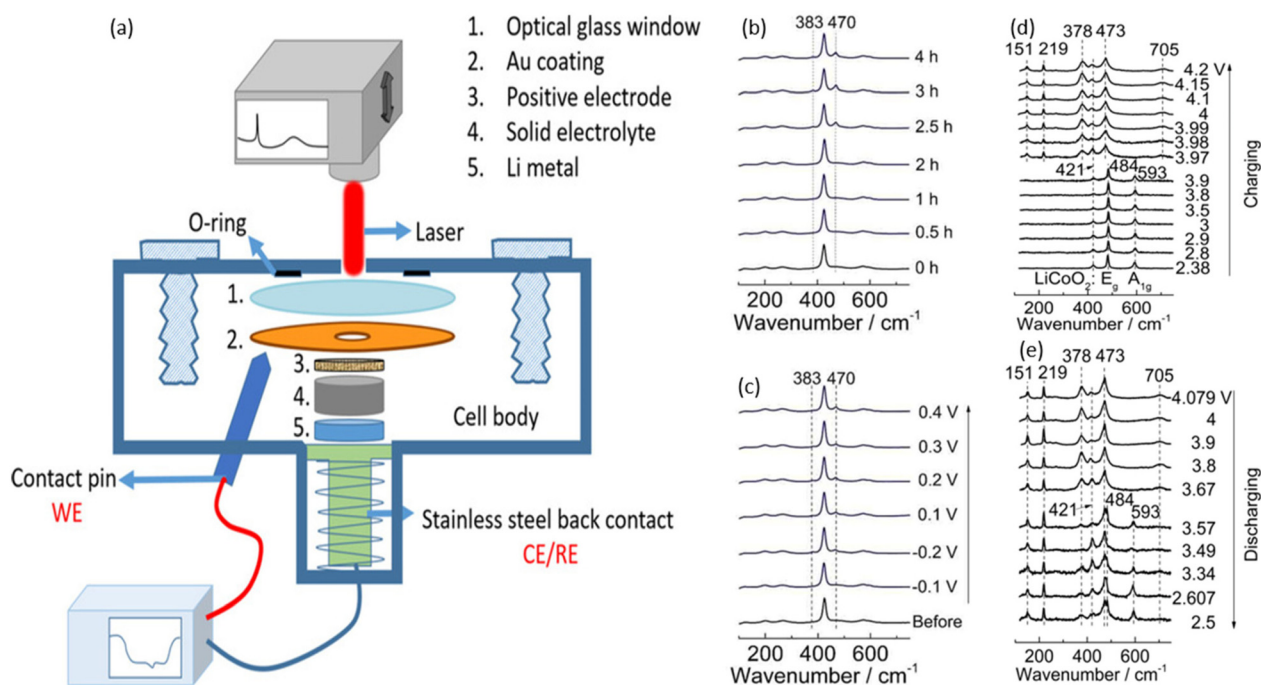 (a)
1. Optical glass window
2. Au coating
3. Positive electrode
4. Solid electrolyte
5. Li metal
O-ring
Laser
1.
2.
3.
4.
5.
Cell body
Contact pin
WE
Stainless steel back contact
CE/RE
(b)
383 470
4 h
3 h
2.5 h
2 h
1 h
0.5 h
0 h
200 400 600
Wavenumber / cm-1
(c)
383 470
0.4 V
0.3 V
0.2 V
0.1 V
-0.2 V
-0.1 V
Before
200 400 600
Wavenumber / cm-1
(d)
378 473
151 219 705
4.2 V
4.15
4.1
4
3.99
3.98
3.97
421 484 593
3.9
3.8
3.5
3
2.9
2.8
2.38
LiCoO2 Eg A1g
200 400 600
Wavenumber / cm-1
Charging
(e)
378 473
151 219 705
4.079 V
4
3.9
3.8
3.67
421 484 593
3.57
3.49
3.34
2.607
2.5
200 400 600
Wavenumber / cm-1
Discharging